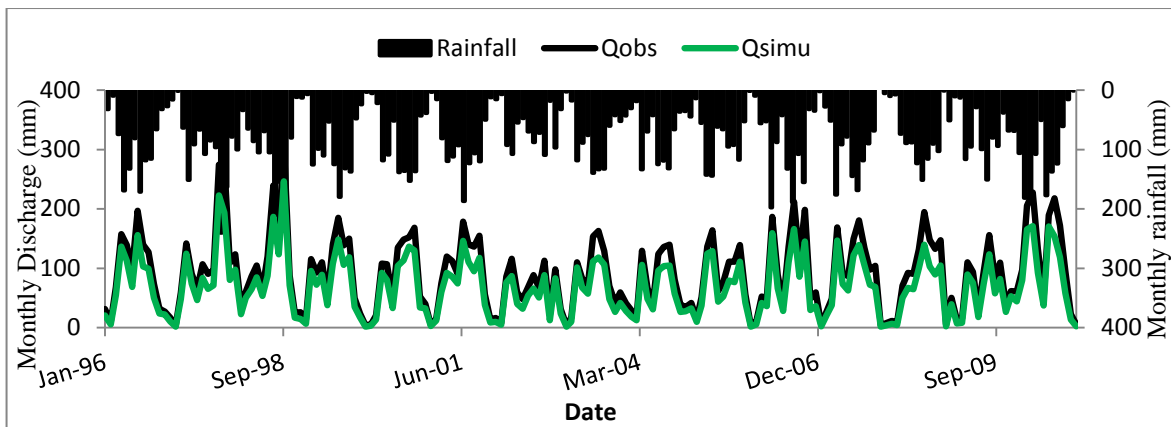 Rainfall Qobs Qsimu
Monthly Discharge (mm)
400
300
200
100
0
0
100
200
300
400
Monthly rainfall (mm)
Jan-96 Sep-98 Jun-01 Mar-04 Dec-06 Sep-09
Date